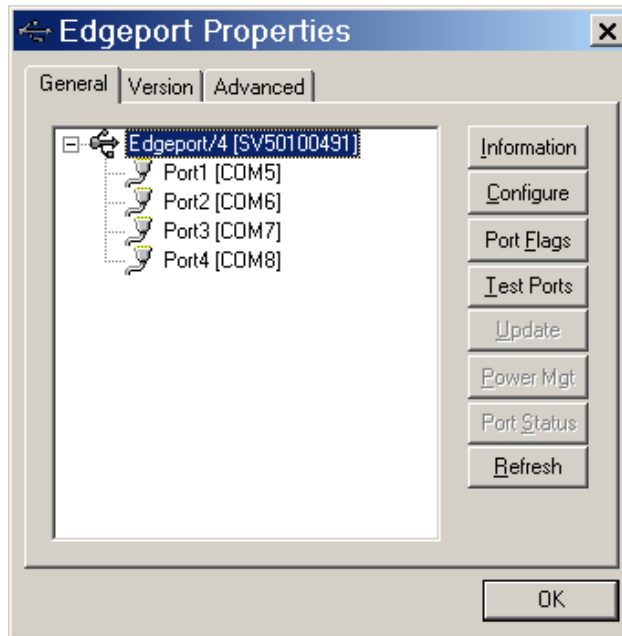 Edgeport Properties
General Version Advanced
Edgeport/4 [SV50100491]
Port1 [COM5]
Port2 [COM6]
Port3 [COM7]
Port4 [COM8]
Information
Configure
Port Flags
Test Ports
Update
Power Mgt
Port Status
Refresh
OK